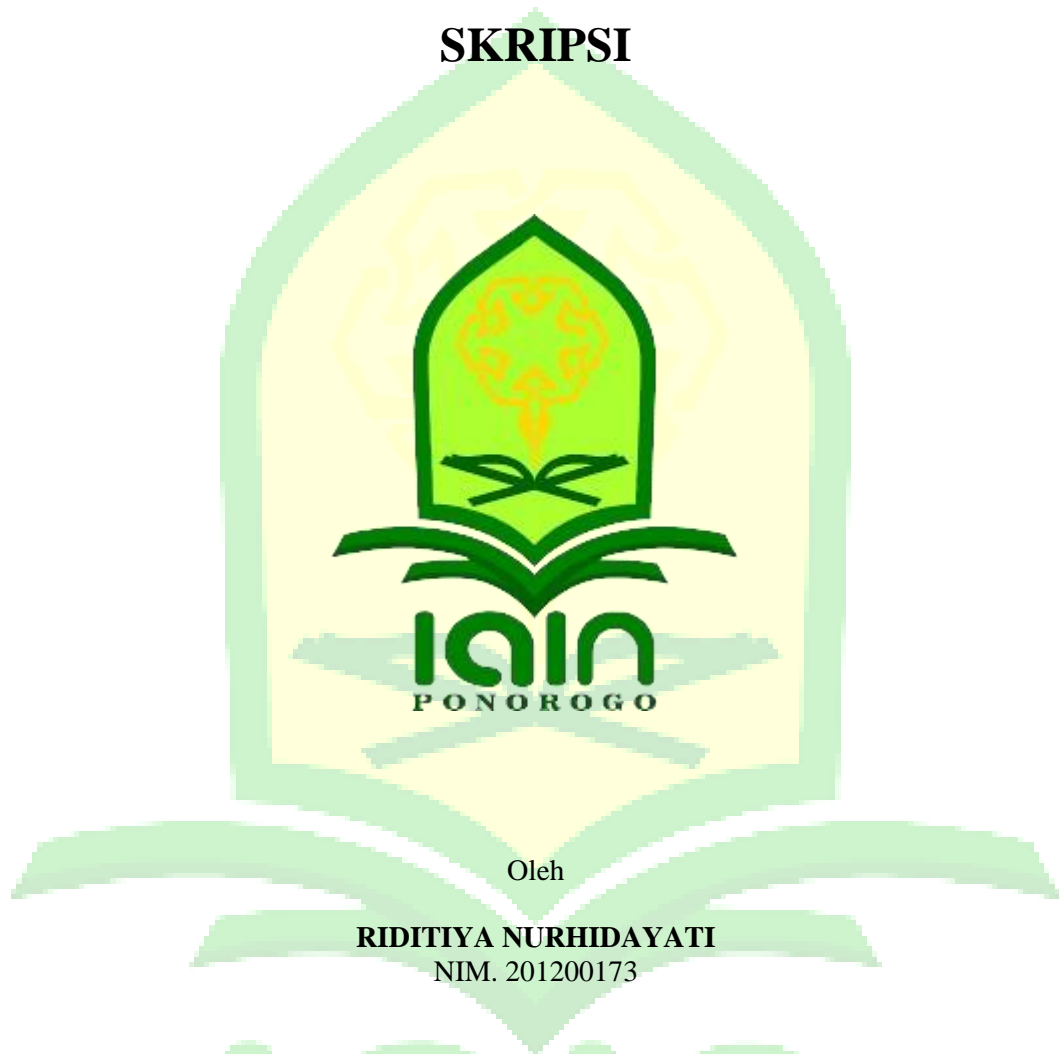 SKRIPSI
IAIN
PONOROGO
Oleh
RIDITIYA NURHIDAYATI
NIM. 201200173